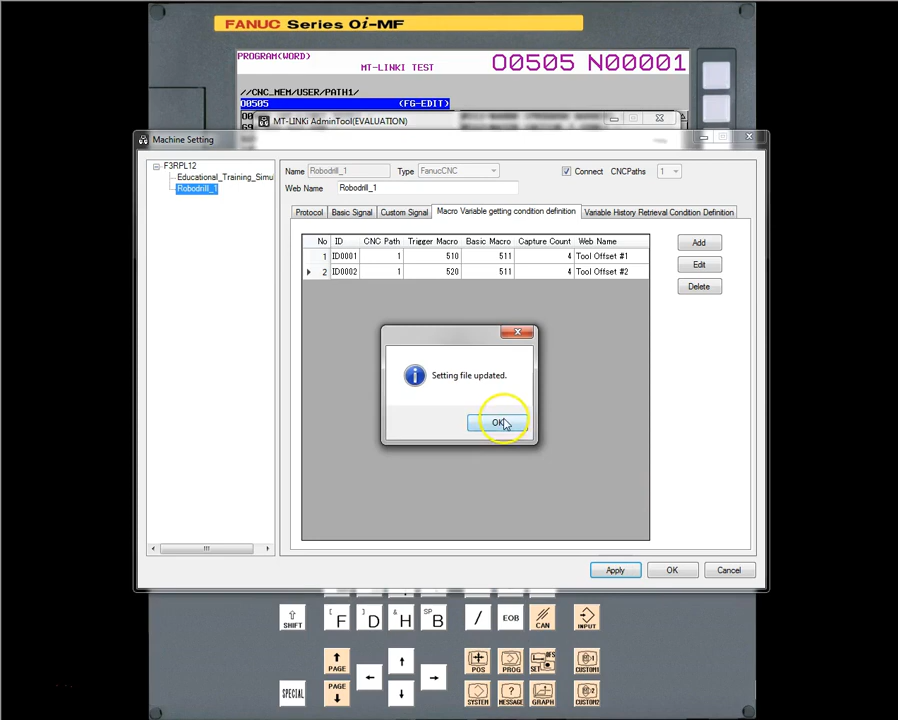 FANUC Series Oi-MF
PROGRAM(WORD)
MT-LINKI TEST
O0505 N00001
//CNC_MEM/USER/PATH1/
O0505 (FG-EDIT)
MT-LINKi AdminTool(EVALUATION)
Machine Setting
F3RPL12
Educational_Training_Simu
Robodrill_1
Name Robodrill_1 Type FanucCNC Connect CNCPaths 1
Web Name Robodrill_1
Protocol Basic Signal Custom Signal Macro Variable getting condition definition Variable History Retrieval Condition Definition
No ID CNC Path Trigger Macro Basic Macro Capture Count Web Name
1 ID0001 1 510 511 4 Tool Offset #1
2 ID0002 1 520 511 4 Tool Offset #2
Add
Edit
Delete
Setting file updated.
OK
Apply OK Cancel
SHIFT [ F ] D & H SP B / EOB CAN INPUT
PAGE POS PROG OFS SET CUSTOM1
SPECIAL PAGE SYSTEM ? MESSAGE GRAPH CUSTOM2